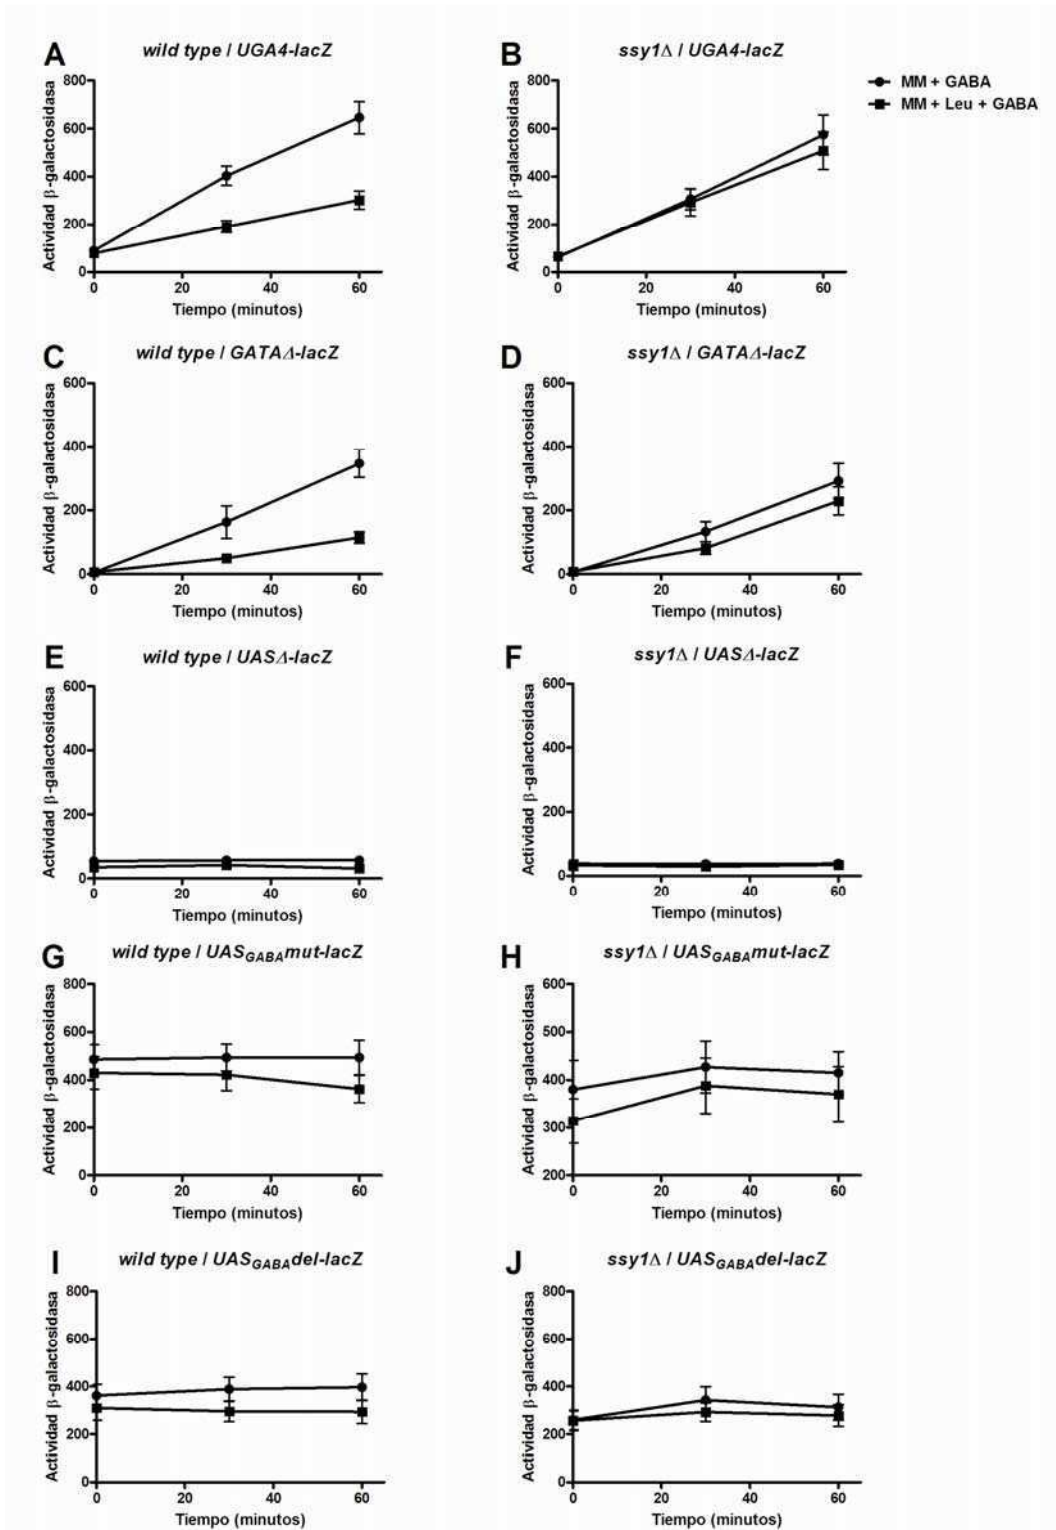 A
wild type / UGA4-lacZ
Actividad β-galactosidasa
800
600
400
200
0
0 20 40 60
Tiempo (minutos)
B
ssy1Δ / UGA4-lacZ
Actividad β-galactosidasa
800
600
400
200
0
0 20 40 60
Tiempo (minutos)
MM + GABA
MM + Leu + GABA
C
wild type / GATAΔ-lacZ
Actividad β-galactosidasa
600
400
200
0
0 20 40 60
Tiempo (minutos)
D
ssy1Δ / GATAΔ-lacZ
Actividad β-galactosidasa
600
400
200
0
0 20 40 60
Tiempo (minutos)
E
wild type / UASΔ-lacZ
Actividad β-galactosidasa
600
400
200
0
0 20 40 60
Tiempo (minutos)
F
ssy1Δ / UASΔ-lacZ
Actividad β-galactosidasa
600
400
200
0
0 20 40 60
Tiempo (minutos)
G
wild type / UASGABAmut-lacZ
Actividad β-galactosidasa
800
600
400
200
0
0 20 40 60
Tiempo (minutos)
H
ssy1Δ / UASGABAmut-lacZ
Actividad β-galactosidasa
600
500
400
300
200
0 20 40 60
Tiempo (minutos)
I
wild type / UASGABAdel-lacZ
Actividad β-galactosidasa
800
600
400
200
0
0 20 40 60
Tiempo (minutos)
J
ssy1Δ / UASGABAdel-lacZ
Actividad β-galactosidasa
800
600
400
200
0
0 20 40 60
Tiempo (minutos)